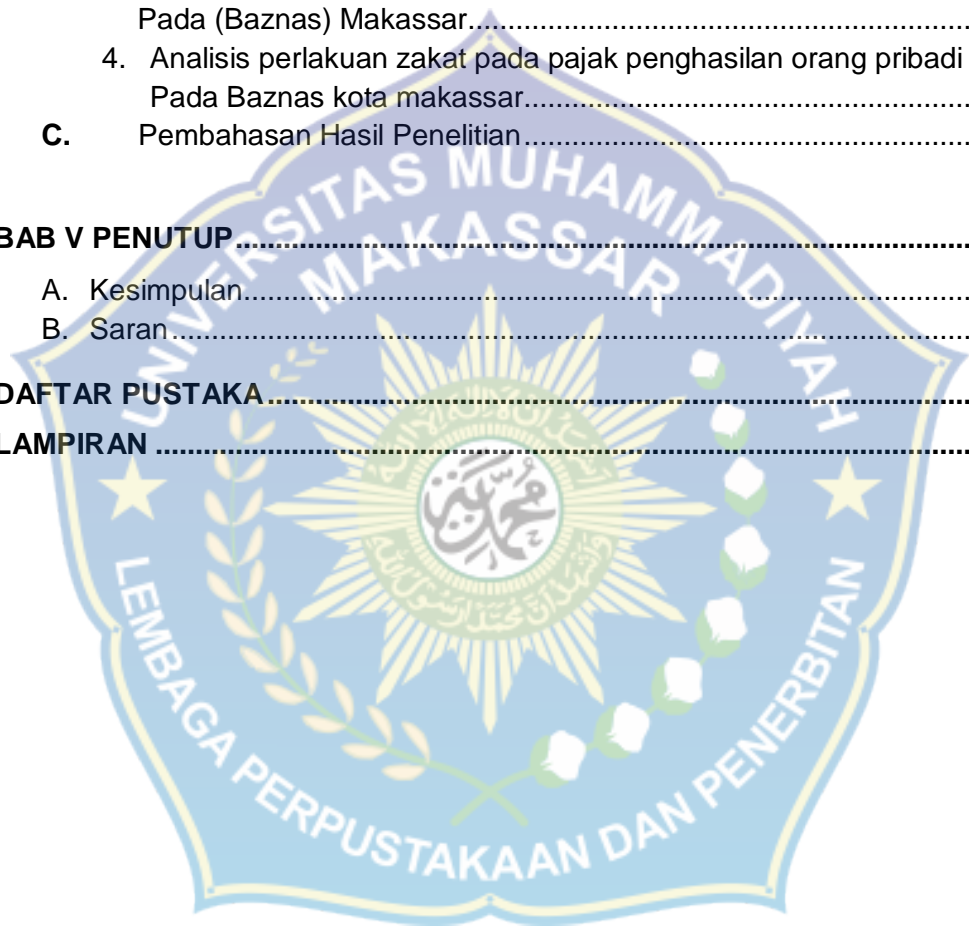 Pada (Baznas) Makassar........................................................................
4. Analisis perlakuan zakat pada pajak penghasilan orang pribadi
Pada Baznas kota makassar........................................................................
C. Pembahasan Hasil Penelitian........................................................................
BAB V PENUTUP........................................................................
A. Kesimpulan........................................................................
B. Saran........................................................................
DAFTAR PUSTAKA........................................................................
LAMPIRAN ........................................................................
UNIVERSITAS MUHAMMADIYAH
MAKASSAR
LEMBAGA PERPUSTAKAAN DAN PENERBITAN